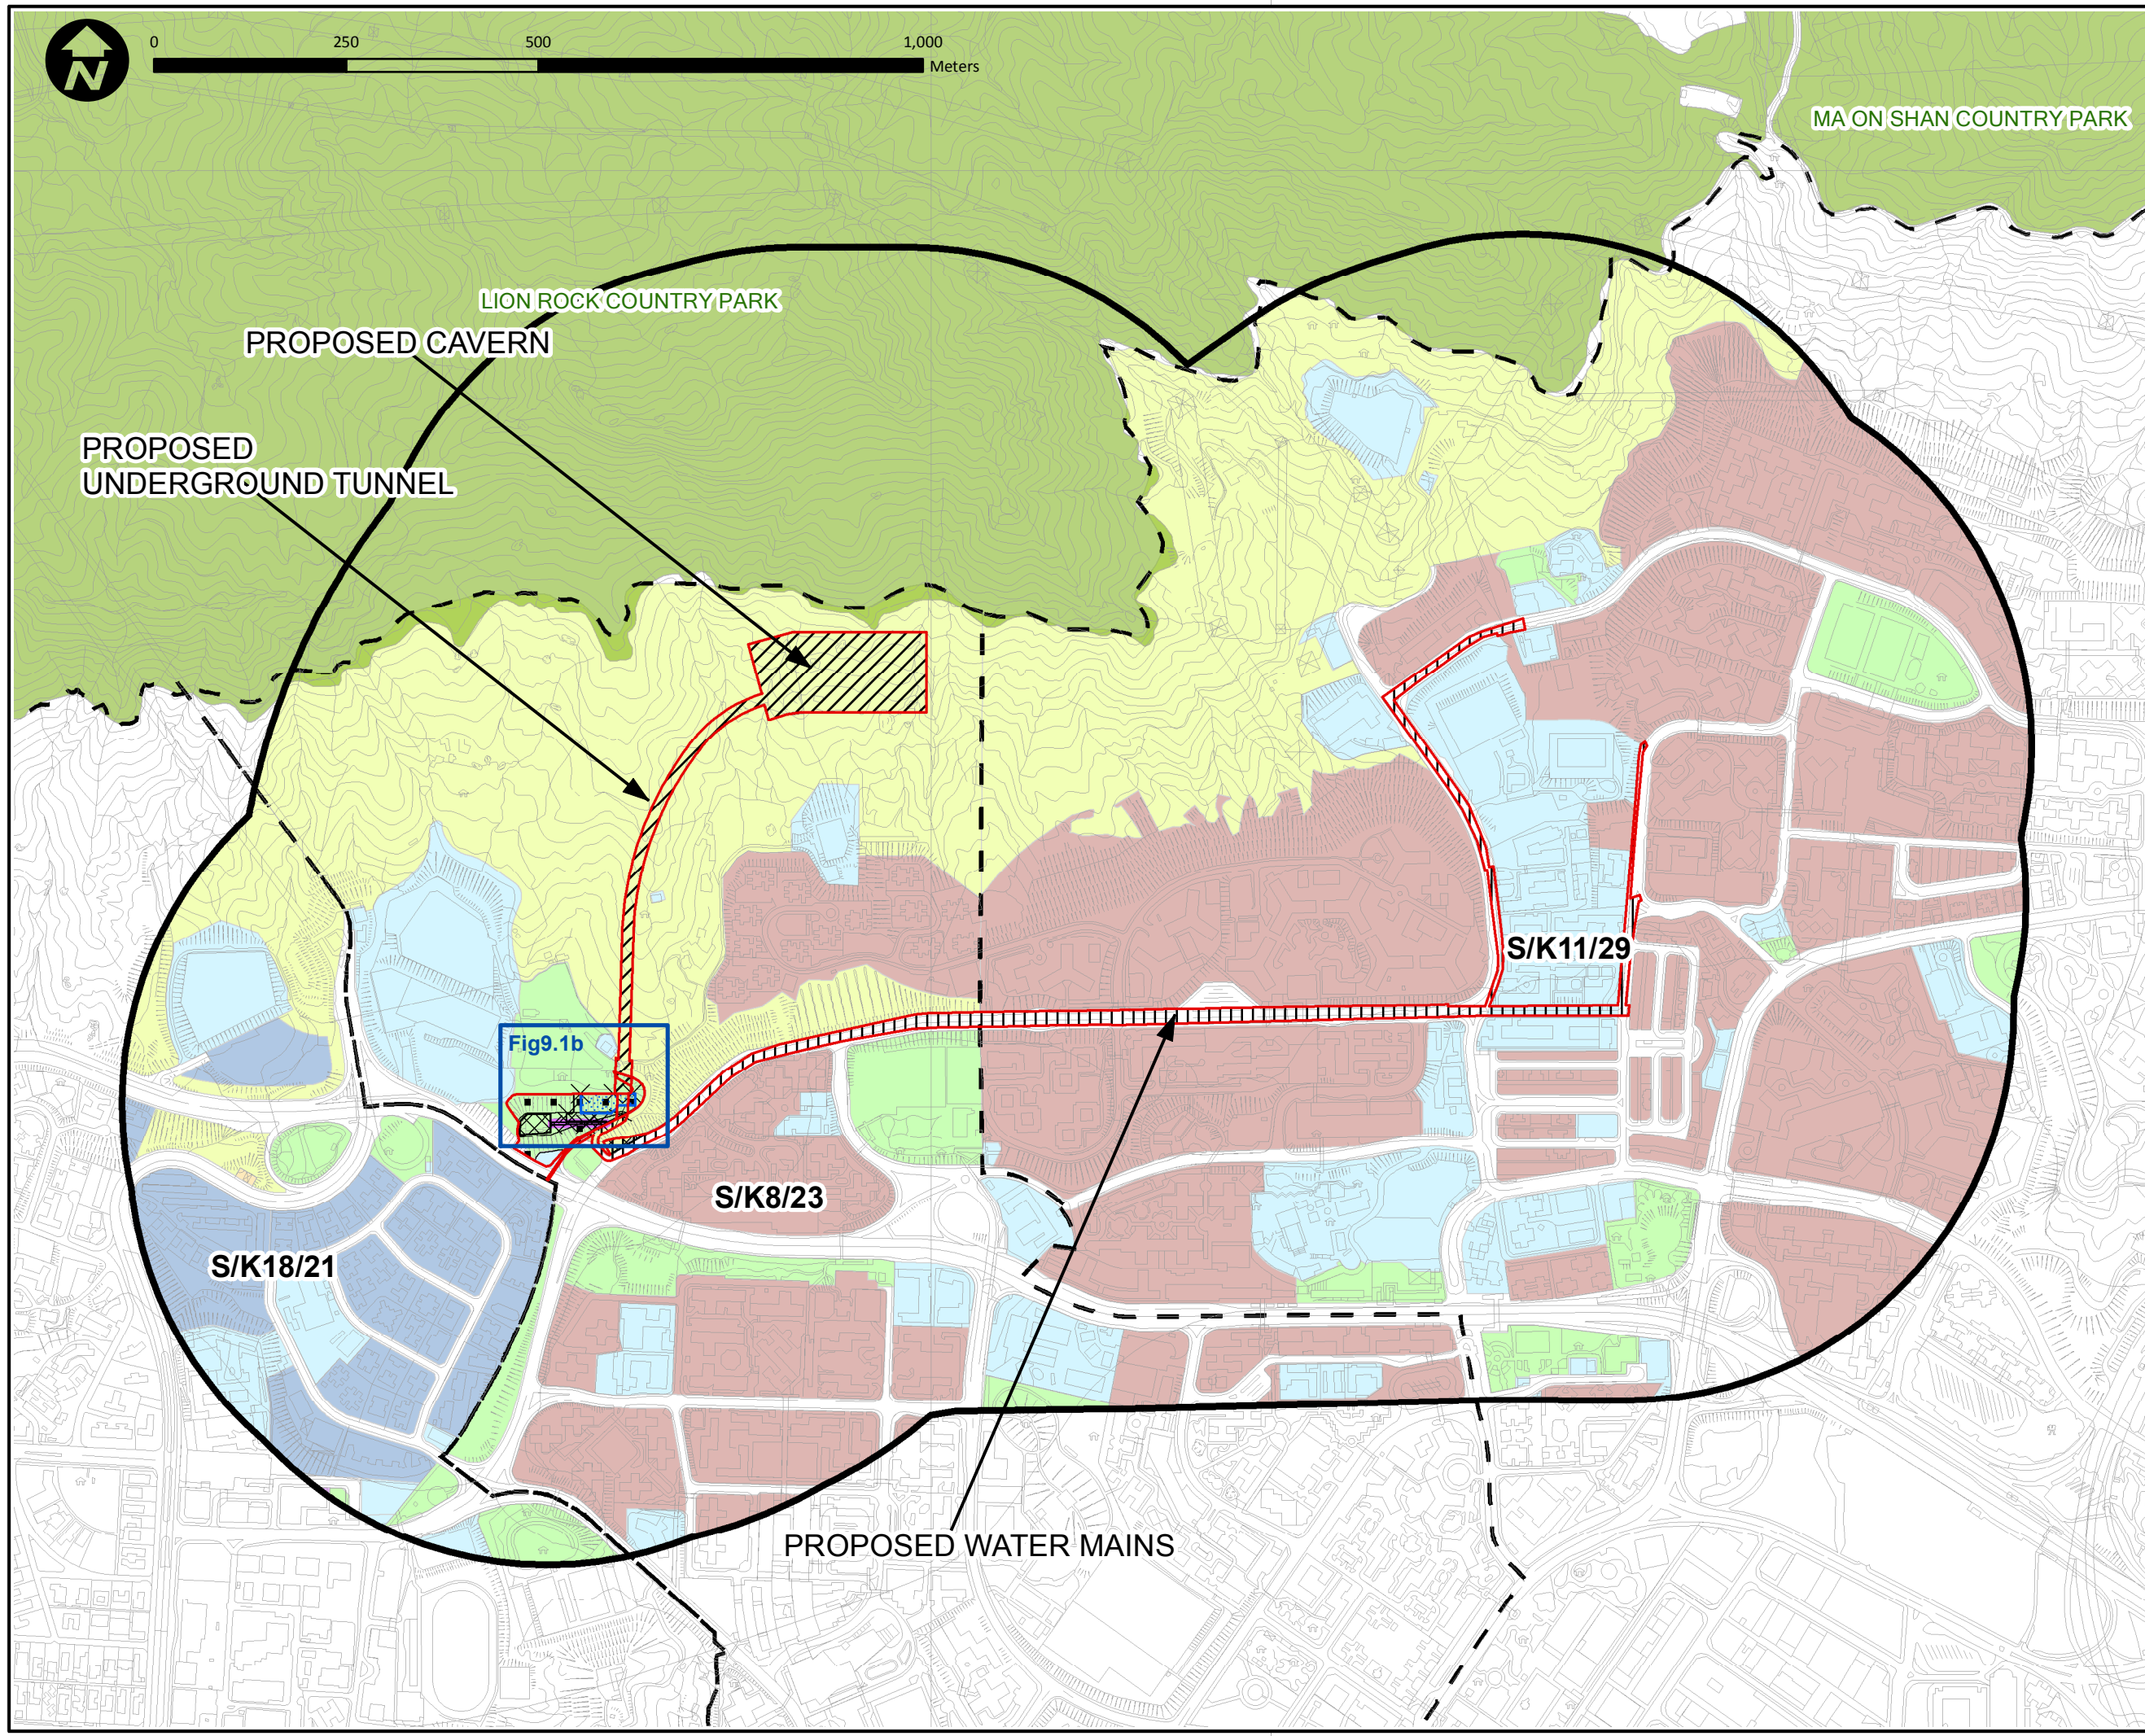 0 250 500 1,000
Meters
N
MA ON SHAN COUNTRY PARK
LION ROCK COUNTRY PARK
PROPOSED CAVERN
PROPOSED
UNDERGROUND TUNNEL
S/K11/29
Fig9.1b
S/K8/23
S/K18/21
PROPOSED WATER MAINS